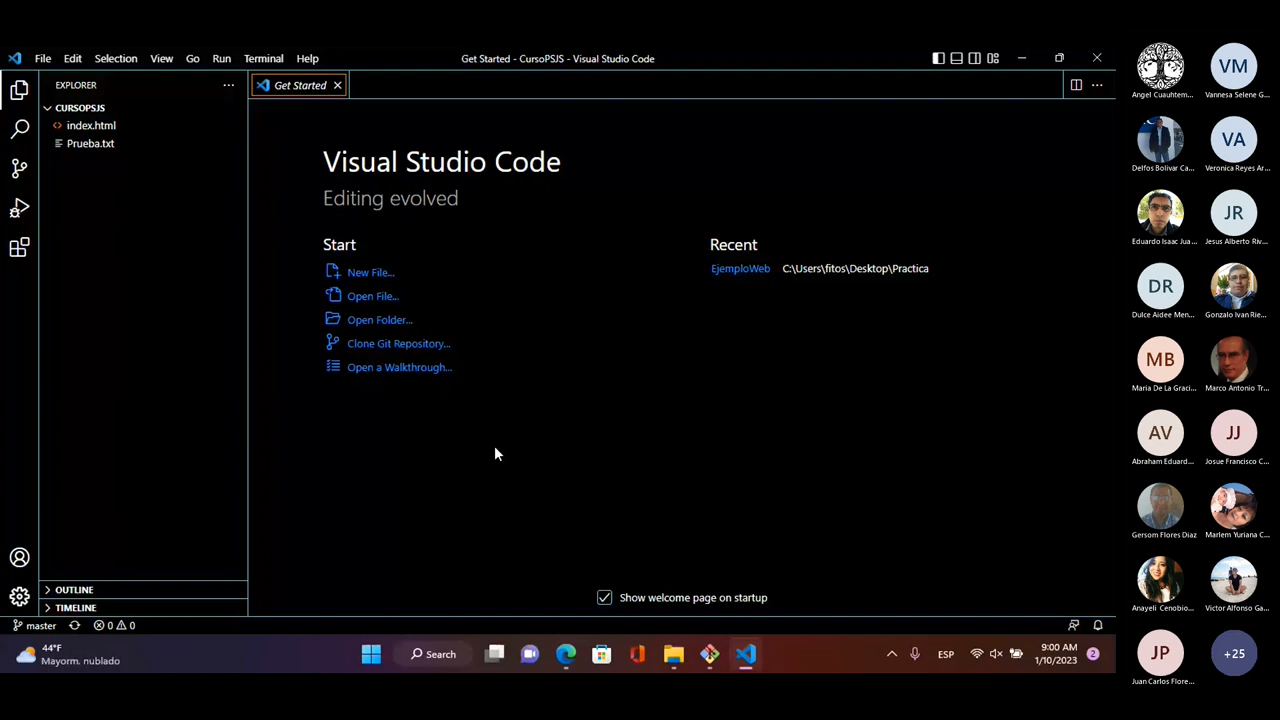 File Edit Selection View Go Run Terminal Help
Get Started - CursoPSJS - Visual Studio Code
EXPLORER
CURSOPSJS
index.html
Prueba.txt
OUTLINE
TIMELINE
Get Started
Visual Studio Code
Editing evolved
Start
New File...
Open File...
Open Folder...
Clone Git Repository...
Open a Walkthrough...
Recent
EjemploWeb C:\Users\fitos\Desktop\Practica
Show welcome page on startup
master 0 0
44°F
Mayorm. nublado
Search
ESP
9:00 AM
1/10/2023
2
Angel Cuauhtem...
VM
Vannesa Selene G...
Delfos Bolivar Ca...
VA
Veronica Reyes Ar...
Eduardo Isaac Jua...
JR
Jesus Alberto Riv...
DR
Dulce Aidee Men...
Gonzalo Ivan Rie...
MB
Maria De La Graci...
Marco Antonio Tr...
AV
Abraham Eduard...
JJ
Josue Francisco C...
Gersom Flores Diaz
Marlem Yuriana C...
Anayeli Cenobio...
Victor Alfonso Ga...
JP
Juan Carlos Flore...
+25